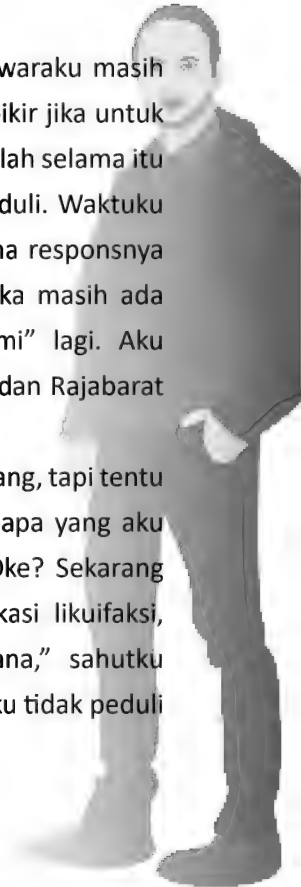 waraku masih
ikir jika untuk
lah selama itu
duli. Waktuku
na responsnya
ka masih ada
mi” lagi. Aku
dan Rajabarat
ang, tapi tentu
apa yang aku
Oke? Sekarang
kasi likuifaksi,
ana,” sahutku
ku tidak peduli